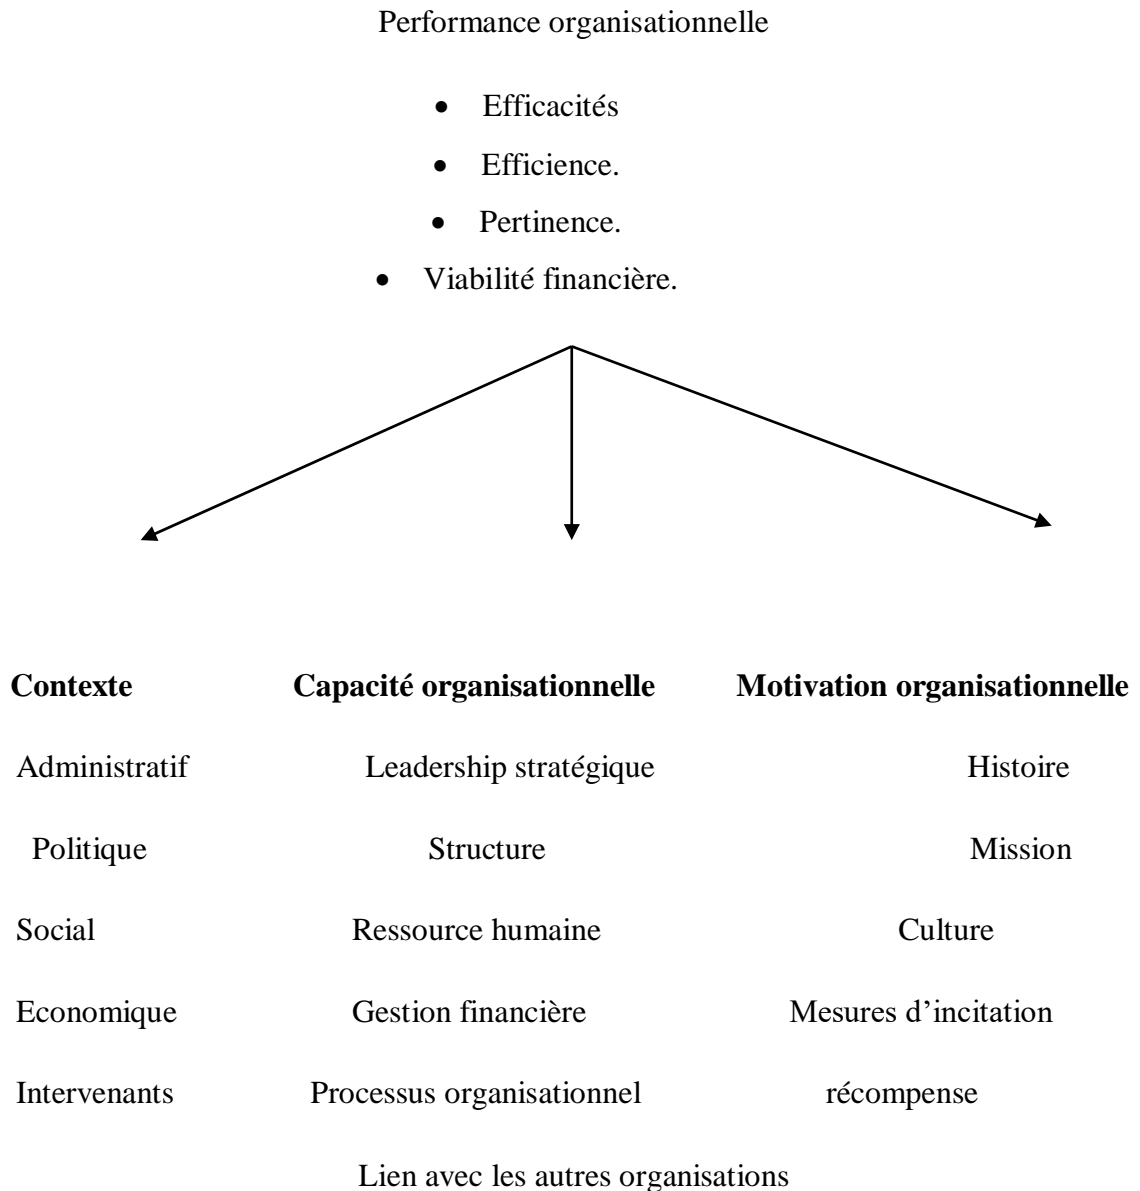 Performance organisationnelle
• Efficacités
• Efficience.
• Pertinence.
• Viabilité financière.
Contexte Capacité organisationnelle Motivation organisationnelle
Administratif Leadership stratégique Histoire
Politique Structure Mission
Social Ressource humaine Culture
Economique Gestion financière Mesures d’incitation
Intervenants Processus organisationnel récompense
Lien avec les autres organisations